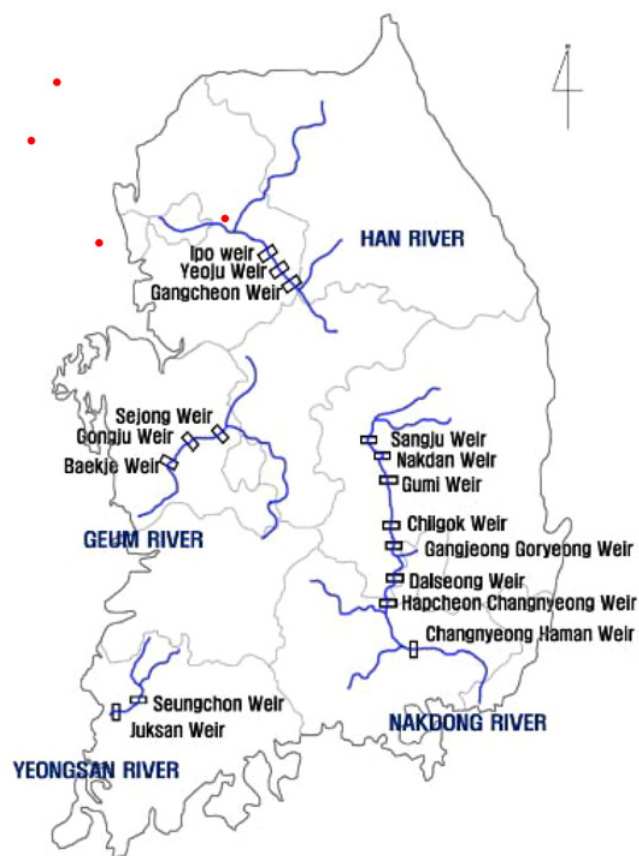 HAN RIVER
Ipo weir
Yeoju Weir
Gangcheon Weir
Sejong Weir
Gongju Weir
Baekje Weir
GEUM RIVER
Sangju Weir
Nakdan Weir
Gumi Weir
Chilgok Weir
Gangjeong Goryeong Weir
Dalseong Weir
Hapcheon Changnyeong Weir
Changnyeong Haman Weir
NAKDONG RIVER
Seungchon Weir
Juksan Weir
YEONGSAN RIVER